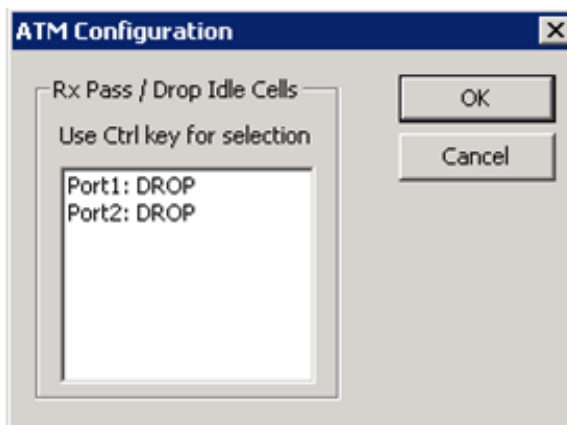 ATM Configuration
Rx Pass / Drop Idle Cells
Use Ctrl key for selection
Port1: DROP
Port2: DROP
OK
Cancel